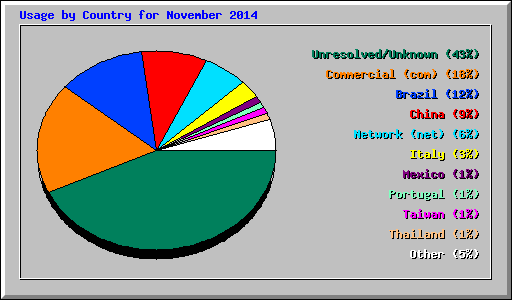 Usage by Country for November 2014
Unresolved/Unknown (43%)
Commercial (com) (18%)
Brazil (12%)
China (9%)
Network (net) (6%)
Italy (3%)
Mexico (1%)
Portugal (1%)
Taiwan (1%)
Thailand (1%)
Other (5%)